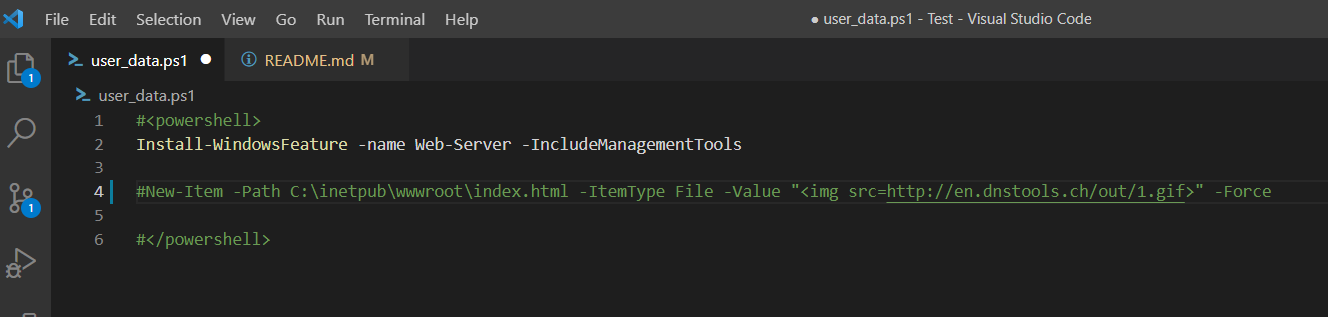 File Edit Selection View Go Run Terminal Help ● user_data.ps1 - Test - Visual Studio Code
user_data.ps1 ● README.md M
user_data.ps1
1 #<powershell>
2 Install-WindowsFeature -name Web-Server -IncludeManagementTools
3
4 #New-Item -Path C:\inetpub\wwwroot\index.html -ItemType File -Value "<img src=http://en.dnstools.ch/out/1.gif>" -Force
5
6 #</powershell>
1
1